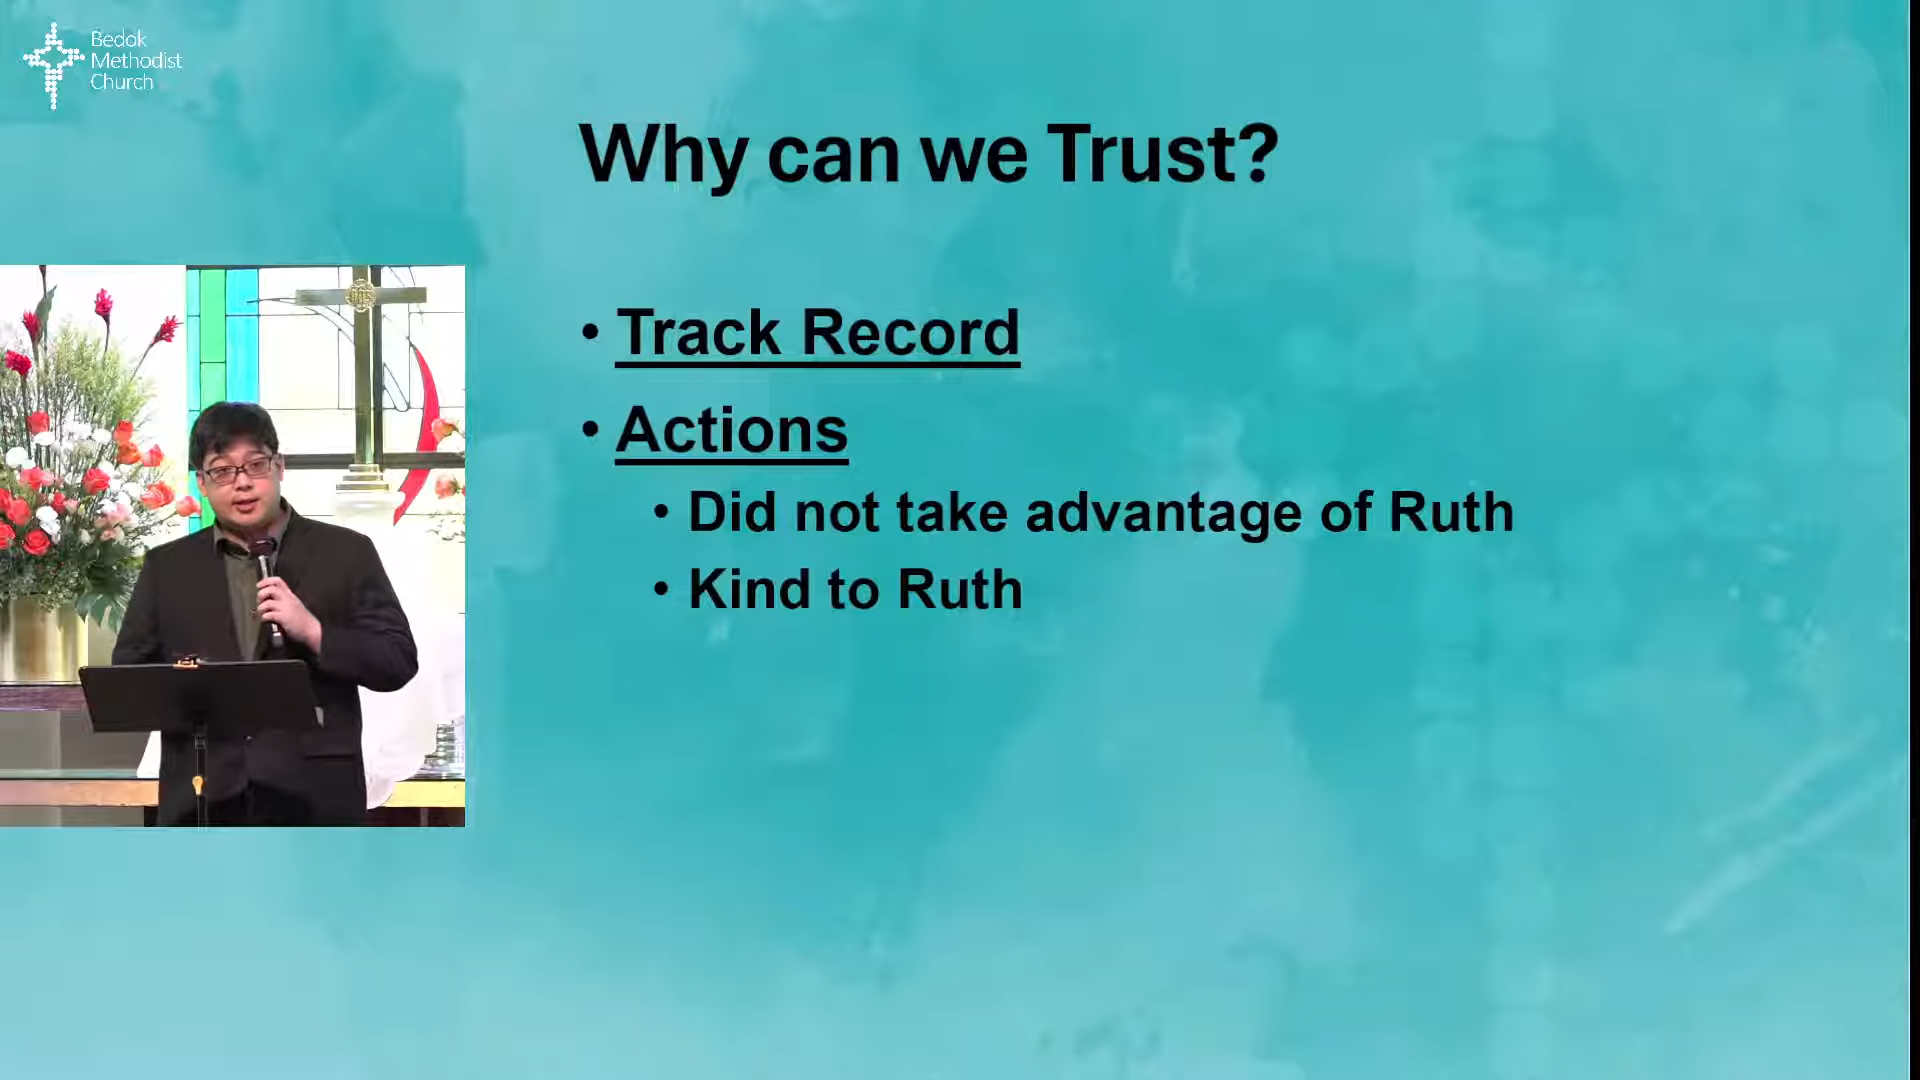 Bedok
Methodist
Church
Why can we Trust?
• Track Record
• Actions
• Did not take advantage of Ruth
• Kind to Ruth